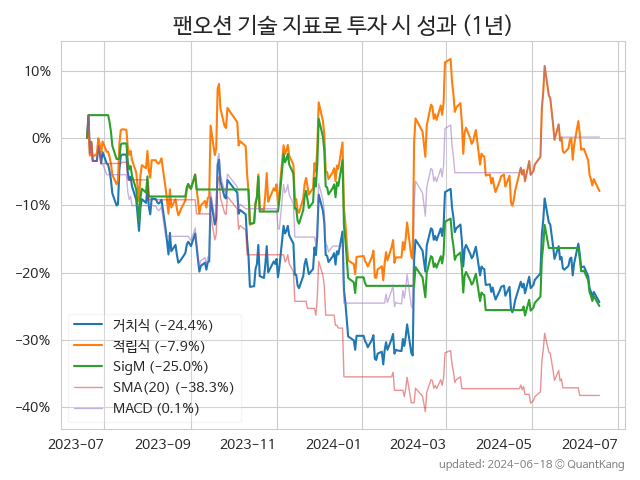 팬오션 기술 지표로 투자 시 성과 (1년)
10%
0%
−10%
−20%
−30%
−40%
거치식 (−24.4%)
적립식 (−7.9%)
SigM (−25.0%)
SMA(20) (−38.3%)
MACD (0.1%)
2023−07 2023−09 2023−11 2024−01 2024−03 2024−05 2024−07
updated: 2024−06−18 ⓒ QuantKang